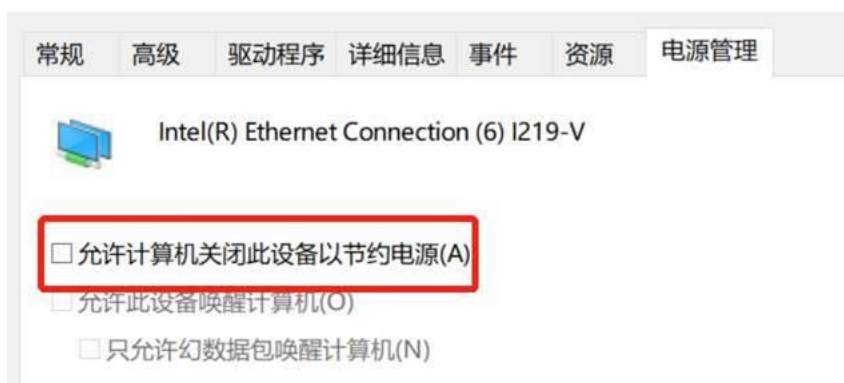 常规 高级 驱动程序 详细信息 事件 资源 电源管理
Intel(R) Ethernet Connection (6) I219-V
允许计算机关闭此设备以节约电源(A)
允许此设备唤醒计算机(O)
只允许幻数据包唤醒计算机(N)